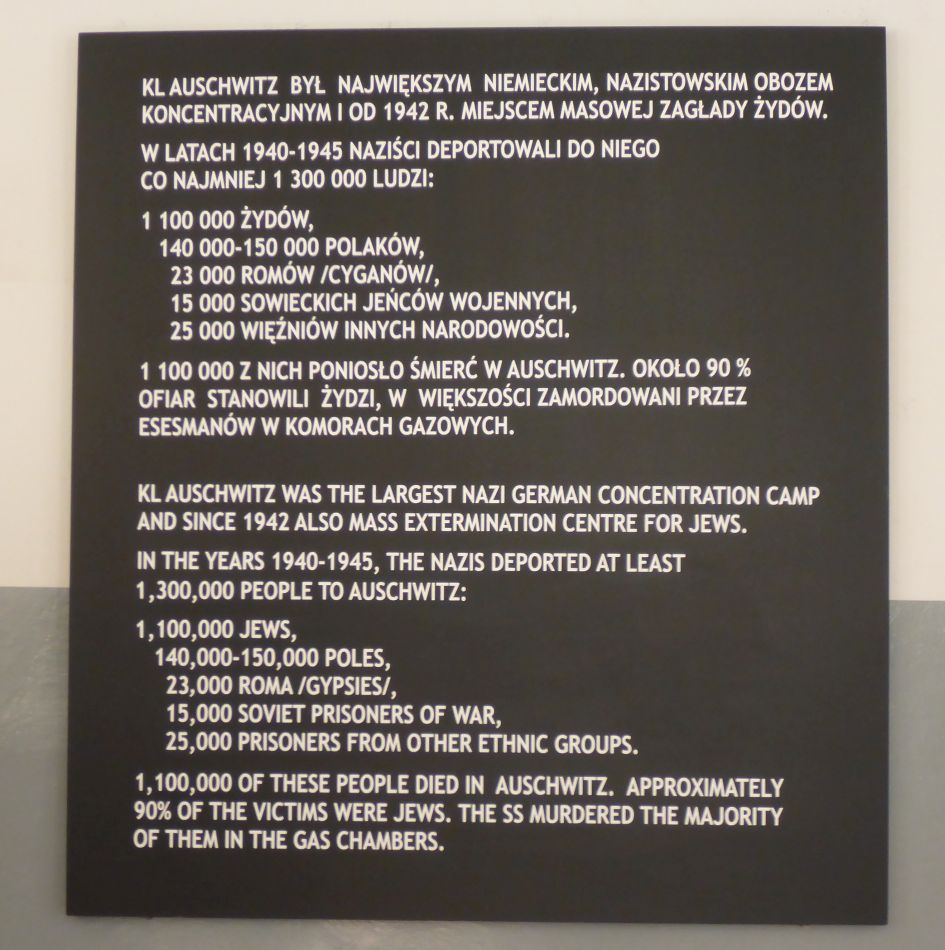 KL AUSCHWITZ BYŁ NAJWIĘKSZYM NIEMIECKIM, NAZISTOWSKIM OBOZEM
KONCENTRACYJNYM I OD 1942 R. MIEJSCEM MASOWEJ ZAGŁADY ŻYDÓW.
W LATACH 1940-1945 NAZIŚCI DEPORTOWALI DO NIEGO
CO NAJMNIEJ 1 300 000 LUDZI:
1 100 000 ŻYDÓW,
140 000-150 000 POLAKÓW,
23 000 ROMÓW /CYGANÓW/,
15 000 SOWIECKICH JEŃCÓW WOJENNYCH,
25 000 WIĘŹNIÓW INNYCH NARODOWOŚCI.
1 100 000 Z NICH PONIOSŁO ŚMIERĆ W AUSCHWITZ. OKOŁO 90 %
OFIAR STANOWILI ŻYDZI, W WIĘKSZOŚCI ZAMORDOWANI PRZEZ
ESESMANÓW W KOMORACH GAZOWYCH.
KL AUSCHWITZ WAS THE LARGEST NAZI GERMAN CONCENTRATION CAMP
AND SINCE 1942 ALSO MASS EXTERMINATION CENTRE FOR JEWS.
IN THE YEARS 1940-1945, THE NAZIS DEPORTED AT LEAST
1,300,000 PEOPLE TO AUSCHWITZ:
1,100,000 JEWS,
140,000-150,000 POLES,
23,000 ROMA /GYPSIES/,
15,000 SOVIET PRISONERS OF WAR,
25,000 PRISONERS FROM OTHER ETHNIC GROUPS.
1,100,000 OF THESE PEOPLE DIED IN AUSCHWITZ. APPROXIMATELY
90% OF THE VICTIMS WERE JEWS. THE SS MURDERED THE MAJORITY
OF THEM IN THE GAS CHAMBERS.